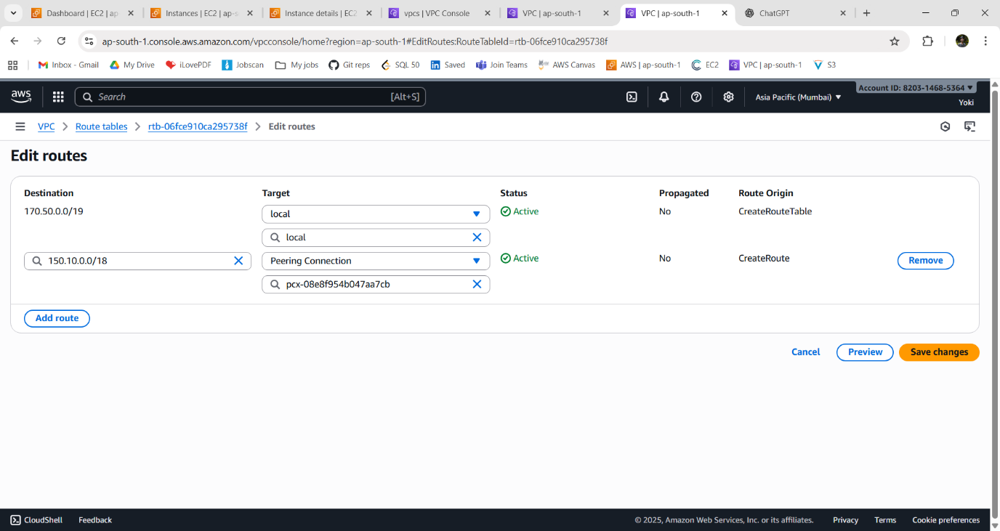 Dashboard | EC2 | ap
Instances | EC2 | ap-s
Instance details | EC2
vpcs | VPC Console
VPC | ap-south-1
VPC | ap-south-1
ChatGPT
ap-south-1.console.aws.amazon.com/vpcconsole/home?region=ap-south-1#EditRoutes:RouteTableId=rtb-06fce910ca295738f
Inbox - Gmail
My Drive
iLovePDF
Jobscan
My jobs
Git reps
SQL 50
Saved
Join Teams
AWS Canvas
AWS | ap-south-1
EC2
VPC | ap-south-1
S3
aws
Search
[Alt+S]
Asia Pacific (Mumbai)
Account ID: 8203-1468-5364
Yoki
VPC
Route tables
rtb-06fce910ca295738f
Edit routes
Edit routes
Destination Target Status Propagated Route Origin
170.50.0.0/19 local Active No CreateRouteTable
local
150.10.0.0/18 Peering Connection Active No CreateRoute Remove
pcx-08e8f954b047aa7cb
Add route
Cancel Preview Save changes
CloudShell Feedback © 2025, Amazon Web Services, Inc. or its affiliates. Privacy Terms Cookie preferences